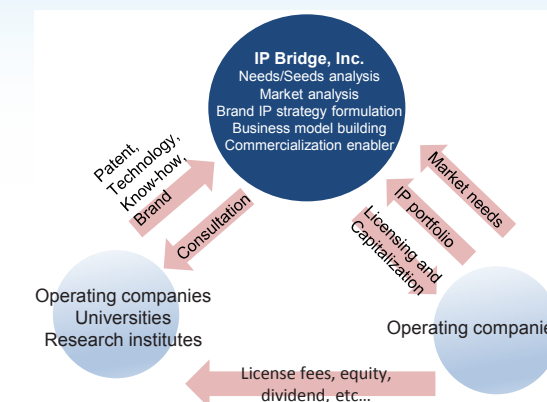 IP Bridge, Inc.
Needs/Seeds analysis
Market analysis
Brand IP strategy formulation
Business model building
Commercialization enabler
Patent,
Technology,
Know-how,
Brand
Consultation
Market needs
IP portfolio
Licensing and
Capitalization
Operating companies
Universities
Research institutes
Operating companie
License fees, equity,
dividend, etc…